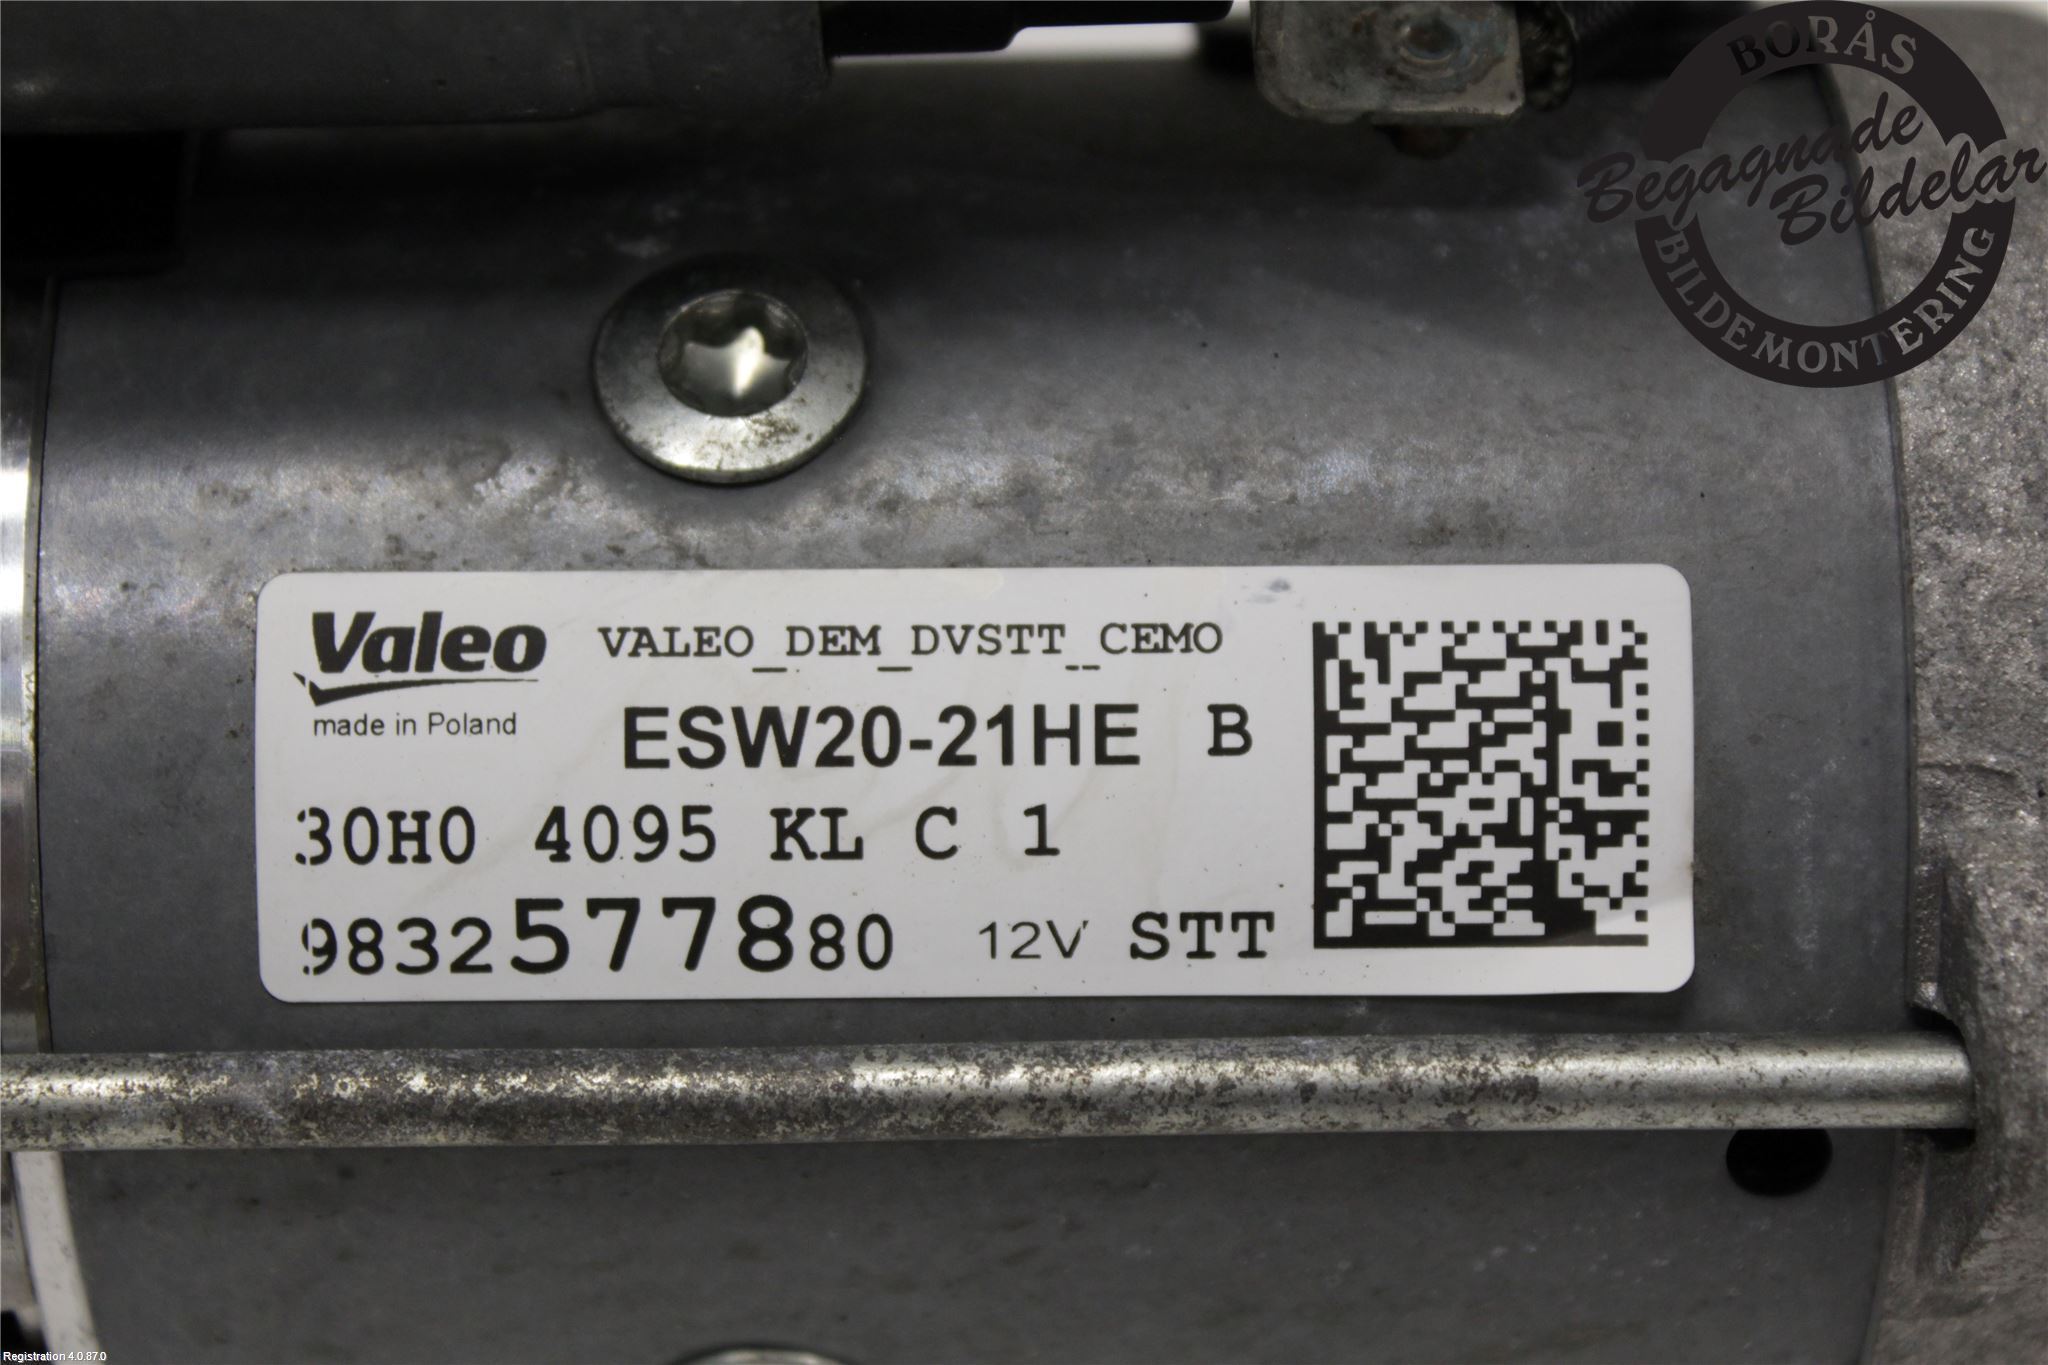 BORÅS
Begagnade
Bildelar
BILDEMONTERING
Valeo
made in Poland
VALEO_DEM_DVSTT_CEMO
ESW20-21HE B
30H0 4095 KL C 1
9832577880 12V STT
Registration 4.0.87.0